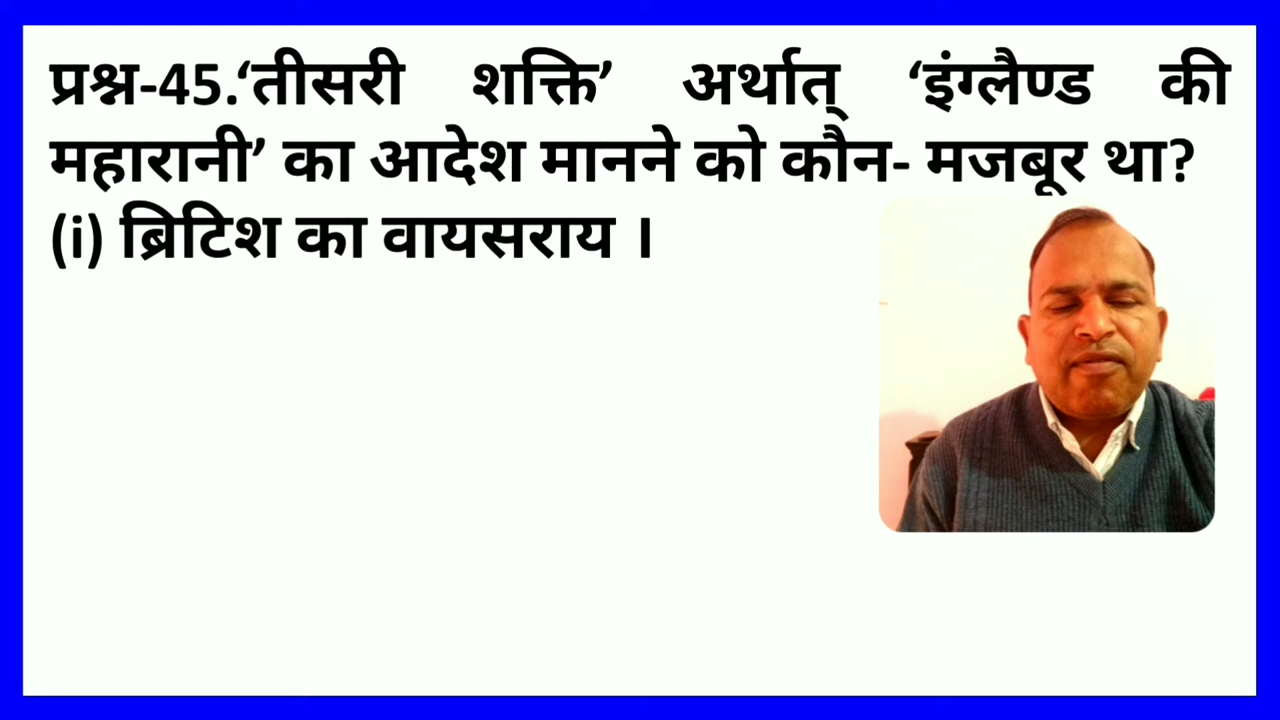 प्रश्न-45.‘तीसरी शक्ति’ अर्थात् ‘इंग्लैण्ड की
महारानी’ का आदेश मानने को कौन- मजबूर था?
(i) ब्रिटिश का वायसराय ।